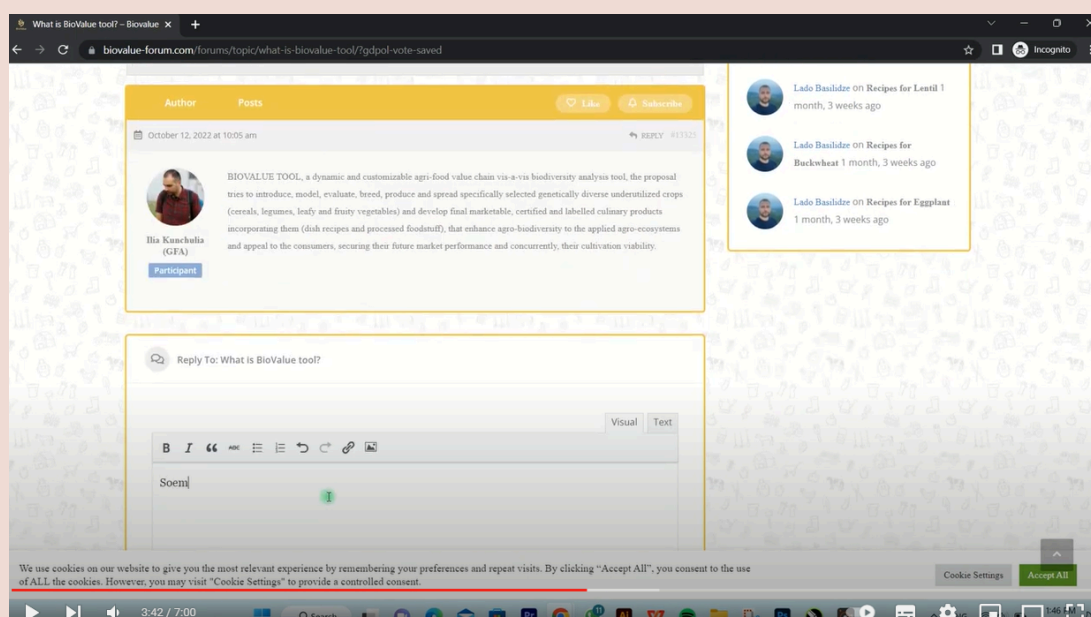 What is BioValue tool? – Biovalue
biovalue-forum.com/forums/topic/what-is-biovalue-tool/?gdpol-vote-saved
Incognito
Author Posts Like Subscribe
October 12, 2022 at 10:05 am REPLY
Ilia Kunchulia
(GFA)
Participant
BIOVALUE TOOL, a dynamic and customizable agri-food value chain vis-a-vis biodiversity analysis tool, the proposal
tries to introduce, model, evaluate, breed, produce and spread specifically selected genetically diverse underutilized crops
(cereals, legumes, leafy and fruity vegetables) and develop final marketable, certified and labelled culinary products
incorporating them (dish recipes and processed foodstuff), that enhance agro-biodiversity to the applied agro-ecosystems
and appeal to the consumers, securing their future market performance and concurrently, their cultivation viability.
Lado Basilidze on Recipes for Lentil 1
month, 3 weeks ago
Lado Basilidze on Recipes for
Buckwheat 1 month, 3 weeks ago
Lado Basilidze on Recipes for Eggplant
1 month, 3 weeks ago
Reply To: What is BioValue tool?
Visual Text
B I ABC
Soem
We use cookies on our website to give you the most relevant experience by remembering your preferences and repeat visits. By clicking “Accept All”, you consent to the use
of ALL the cookies. However, you may visit "Cookie Settings" to provide a controlled consent.
Cookie Settings Accept All
3:42 / 7:00
Search
1:46 PM